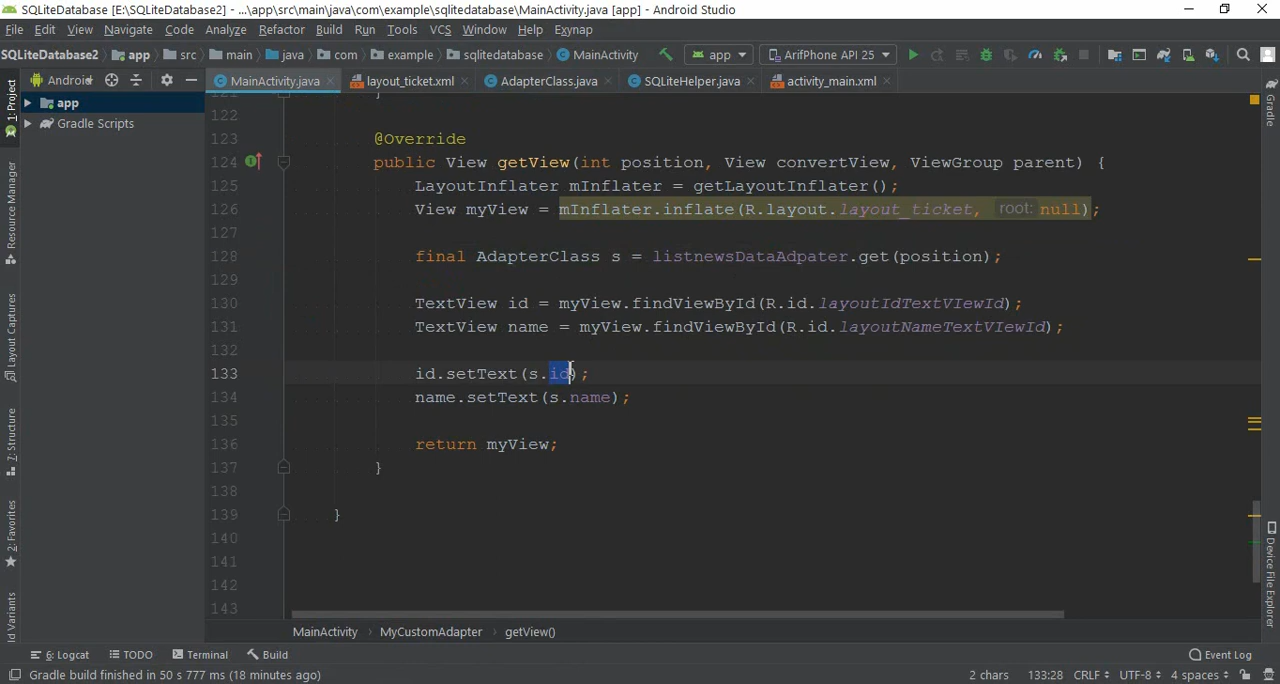 SQLiteDatabase [E:\SQLiteDatabase2] - ...\app\src\main\java\com\example\sqlitedatabase\MainActivity.java [app] - Android Studio
File Edit View Navigate Code Analyze Refactor Build Run Tools VCS Window Help Exynap
SQLiteDatabase2 app src main java com example sqlitedatabase MainActivity app ArifPhone API 25
1: Project
Resource Manager
Layout Captures
7: Structure
2: Favorites
ld Variants
Android
app
Gradle Scripts
MainActivity.java layout_ticket.xml AdapterClass.java SQLiteHelper.java activity_main.xml
122
123 @Override
124 public View getView(int position, View convertView, ViewGroup parent) {
125 LayoutInflater mInflater = getLayoutInflater();
126 View myView = mInflater.inflate(R.layout.layout_ticket, root: null);
127
128 final AdapterClass s = listnewsDataAdpater.get(position);
129
130 TextView id = myView.findViewById(R.id.layoutIdTextVIewId);
131 TextView name = myView.findViewById(R.id.layoutNameTextVIewId);
132
133 id.setText(s.id);
134 name.setText(s.name);
135
136 return myView;
137 }
138
139 }
140
141
142
143
Gradle
Device File Explorer
MainActivity MyCustomAdapter getView()
6: Logcat TODO Terminal Build Event Log
Gradle build finished in 50 s 777 ms (18 minutes ago) 2 chars 133:28 CRLF UTF-8 4 spaces